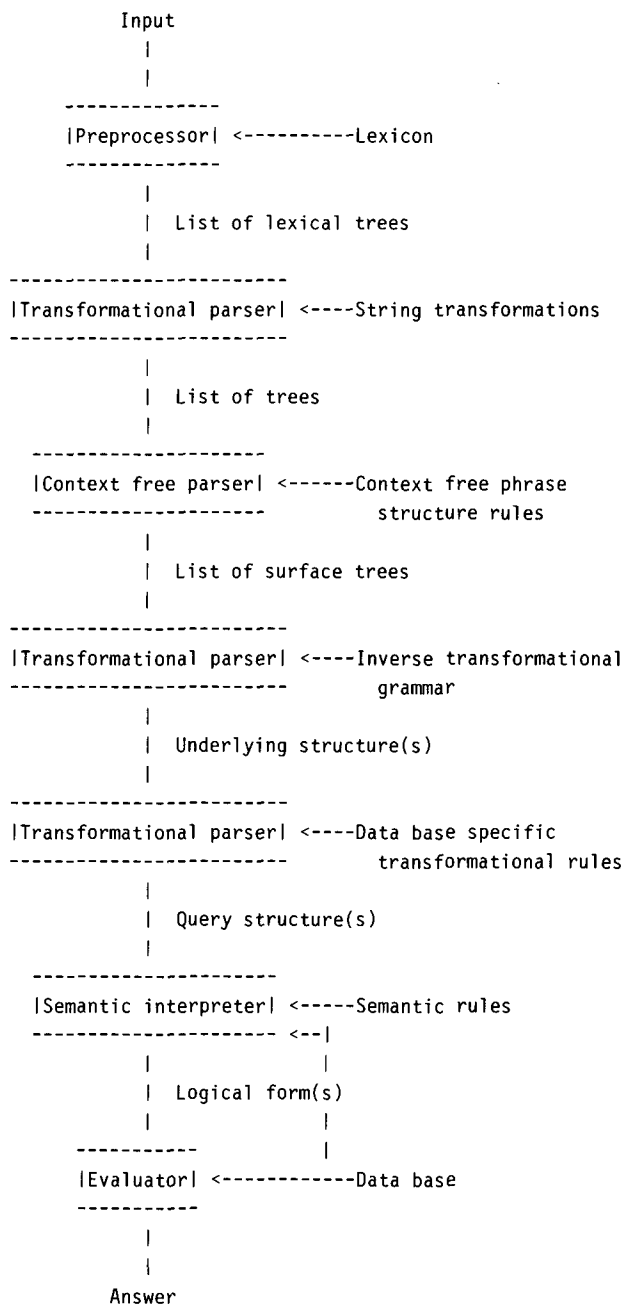 Input
Preprocessor <---------- Lexicon
List of lexical trees
Transformational parser <---- String transformations
List of trees
Context free parser <------ Context free phrase
structure rules
List of surface trees
Transformational parser <---- Inverse transformational
grammar
Underlying structure(s)
Transformational parser <---- Data base specific
transformational rules
Query structure(s)
Semantic interpreter <----- Semantic rules
Logical form(s)
Evaluator <------------ Data base
Answer